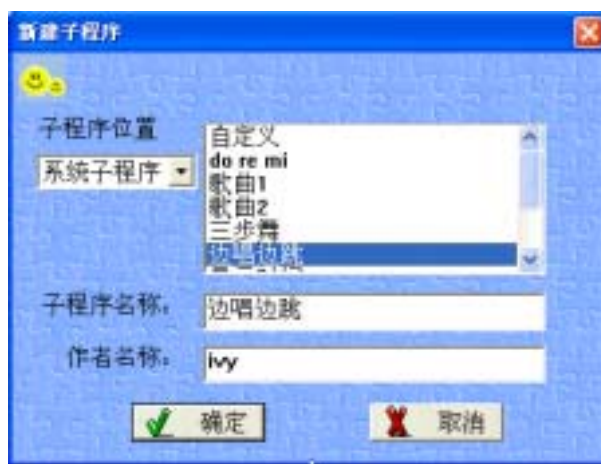 新建子程序
子程序位置
系统子程序
自定义
do re mi
歌曲1
歌曲2
三步舞
边唱边跳
子程序名称：
边唱边跳
作者名称：
ivy
确定
取消